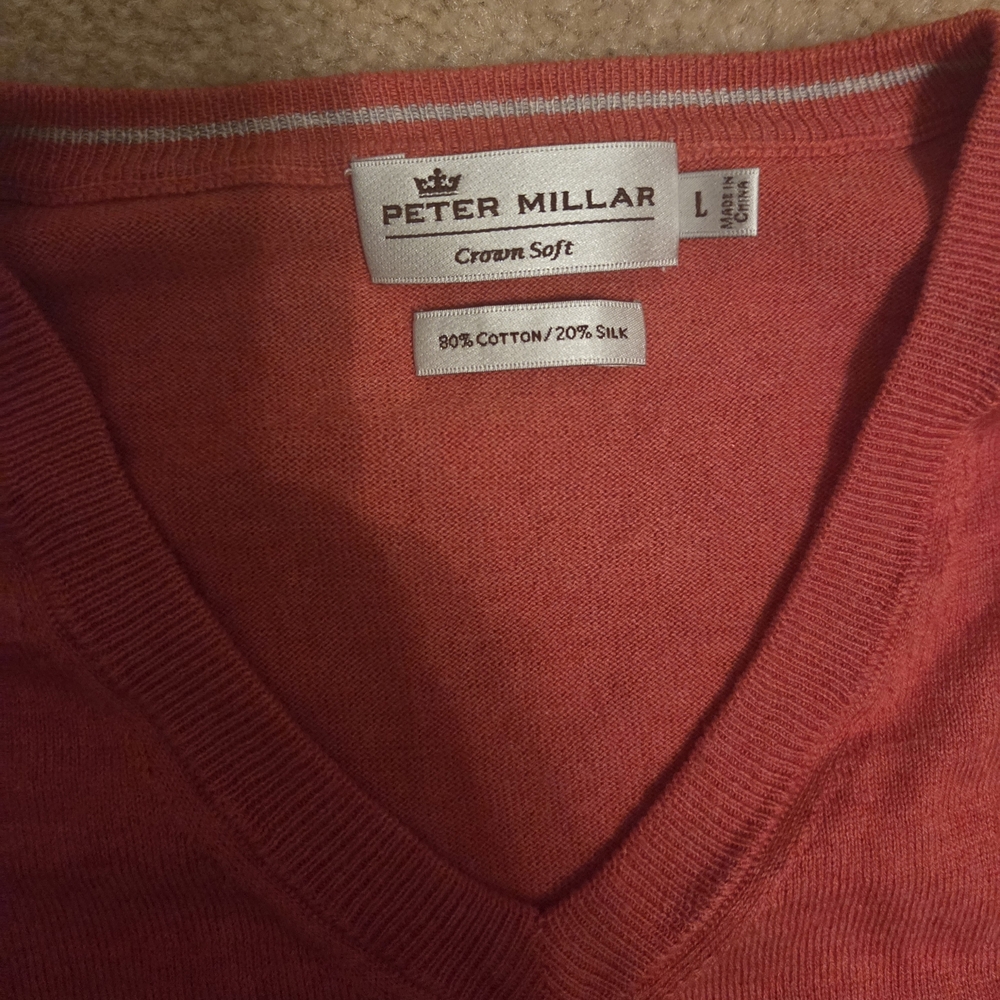 PETER MILLAR
Crown Soft
L
MADE IN
CHINA
80% COTTON/20% SILK